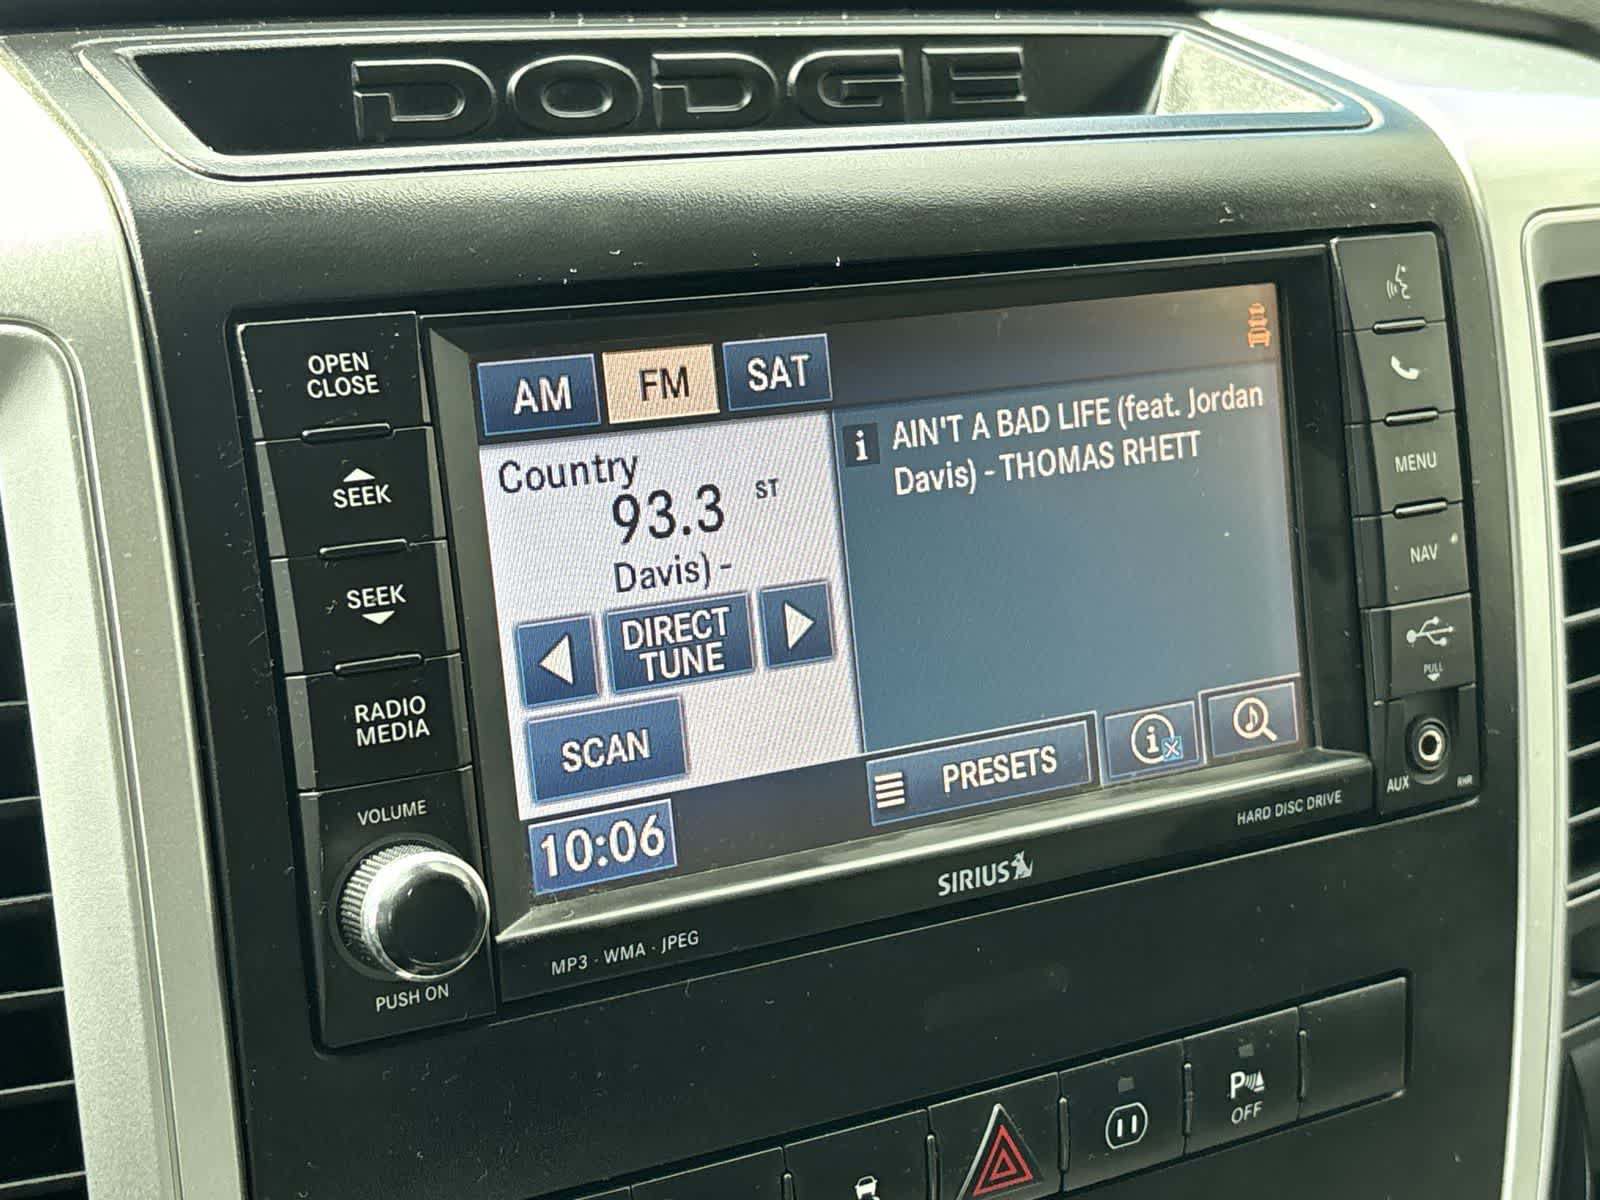 DODGE
OPEN
CLOSE
SEEK
SEEK
RADIO
MEDIA
VOLUME
PUSH ON
AM FM SAT
Country
93.3 ST
Davis) -
DIRECT
TUNE
SCAN
10:06
i AIN'T A BAD LIFE (feat. Jordan
Davis) - THOMAS RHETT
PRESETS
i
MENU
NAV
PULL
AUX RHR
HARD DISC DRIVE
SIRIUS
MP3 · WMA · JPEG
P
OFF